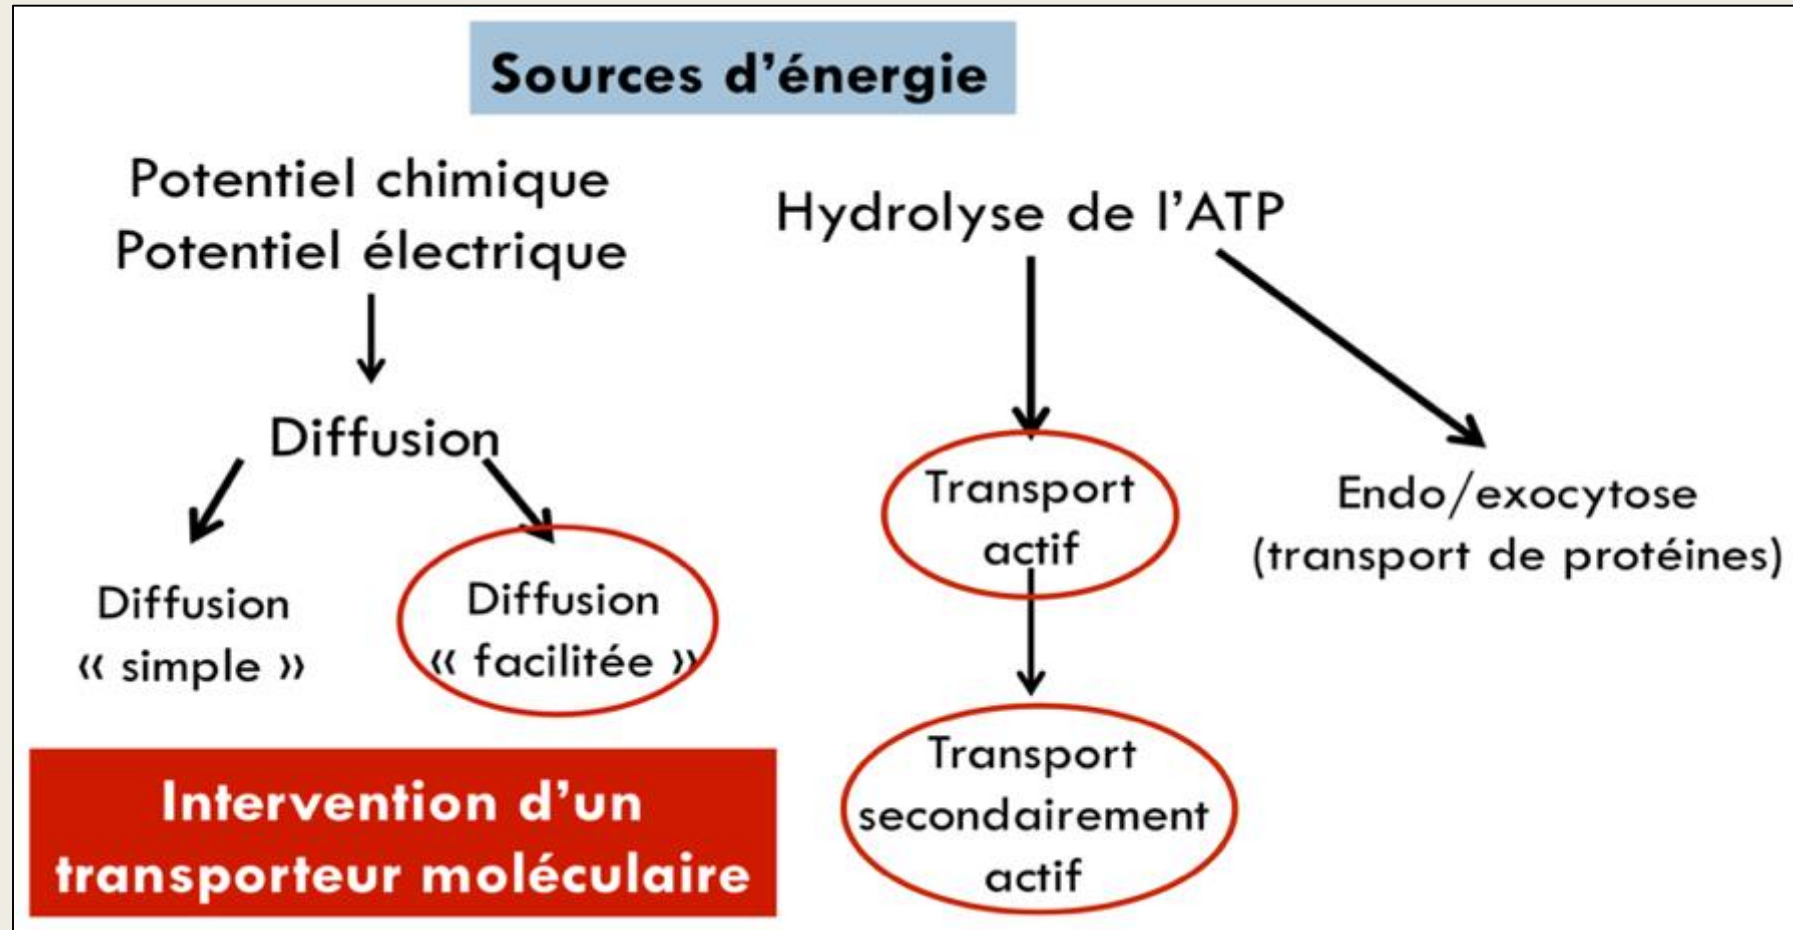 Sources d’énergie
Potentiel chimique
Potentiel électrique
Hydrolyse de l’ATP
Diffusion
Diffusion
« simple »
Diffusion
« facilitée »
Transport
actif
Endo/exocytose
(transport de protéines)
Transport
secondairement
actif
Intervention d’un
transporteur moléculaire